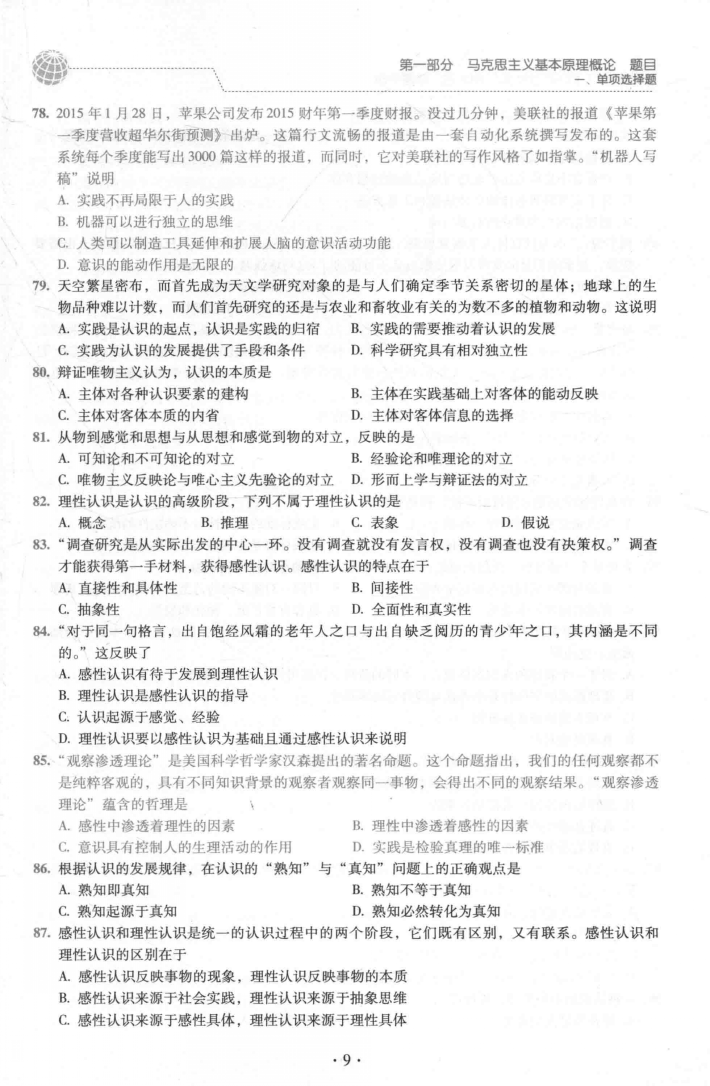 第一部分 马克思主义基本原理概论 题目
一、单项选择题
78. 2015 年 1 月 28 日，苹果公司发布 2015 财年第一季度财报。没过几分钟，美联社的报道《苹果第
一季度营收超华尔街预测》出炉。这篇行文流畅的报道是由一套自动化系统撰写发布的。这套
系统每个季度能写出 3000 篇这样的报道，而同时，它对美联社的写作风格了如指掌。“机器人写
稿”说明
A. 实践不再局限于人的实践
B. 机器可以进行独立的思维
C. 人类可以制造工具延伸和扩展人脑的意识活动功能
D. 意识的能动作用是无限的
79. 天空繁星密布，而首先成为天文学研究对象的是与人们确定季节关系密切的星体；地球上的生
物品种难以计数，而人们首先研究的还是与农业和畜牧业有关的为数不多的植物和动物。这说明
A. 实践是认识的起点，认识是实践的归宿 B. 实践的需要推动着认识的发展
C. 实践为认识的发展提供了手段和条件 D. 科学研究具有相对独立性
80. 辩证唯物主义认为，认识的本质是
A. 主体对各种认识要素的建构 B. 主体在实践基础上对客体的能动反映
C. 主体对客体本质的内省 D. 主体对客体信息的选择
81. 从物到感觉和思想与从思想和感觉到物的对立，反映的是
A. 可知论和不可知论的对立 B. 经验论和唯理论的对立
C. 唯物主义反映论与唯心主义先验论的对立 D. 形而上学与辩证法的对立
82. 理性认识是认识的高级阶段，下列不属于理性认识的是
A. 概念 B. 推理 C. 表象 D. 假说
83. “调查研究是从实际出发的中心一环。没有调查就没有发言权，没有调查也没有决策权。”调查
才能获得第一手材料，获得感性认识。感性认识的特点在于
A. 直接性和具体性 B. 间接性
C. 抽象性 D. 全面性和真实性
84. “对于同一句格言，出自饱经风霜的老年人之口与出自缺乏阅历的青少年之口，其内涵是不同
的。”这反映了
A. 感性认识有待于发展到理性认识
B. 理性认识是感性认识的指导
C. 认识起源于感觉、经验
D. 理性认识要以感性认识为基础且通过感性认识来说明
85. “观察渗透理论”是美国科学哲学家汉森提出的著名命题。这个命题指出，我们的任何观察都不
是纯粹客观的，具有不同知识背景的观察者观察同一事物，会得出不同的观察结果。“观察渗透
理论”蕴含的哲理是
A. 感性中渗透着理性的因素 B. 理性中渗透着感性的因素
C. 意识具有控制人的生理活动的作用 D. 实践是检验真理的唯一标准
86. 根据认识的发展规律，在认识的“熟知”与“真知”问题上的正确观点是
A. 熟知即真知 B. 熟知不等于真知
C. 熟知起源于真知 D. 熟知必然转化为真知
87. 感性认识和理性认识是统一的认识过程中的两个阶段，它们既有区别，又有联系。感性认识和
理性认识的区别在于
A. 感性认识反映事物的现象，理性认识反映事物的本质
B. 感性认识来源于社会实践，理性认识来源于抽象思维
C. 感性认识来源于感性具体，理性认识来源于理性具体
· 9 ·